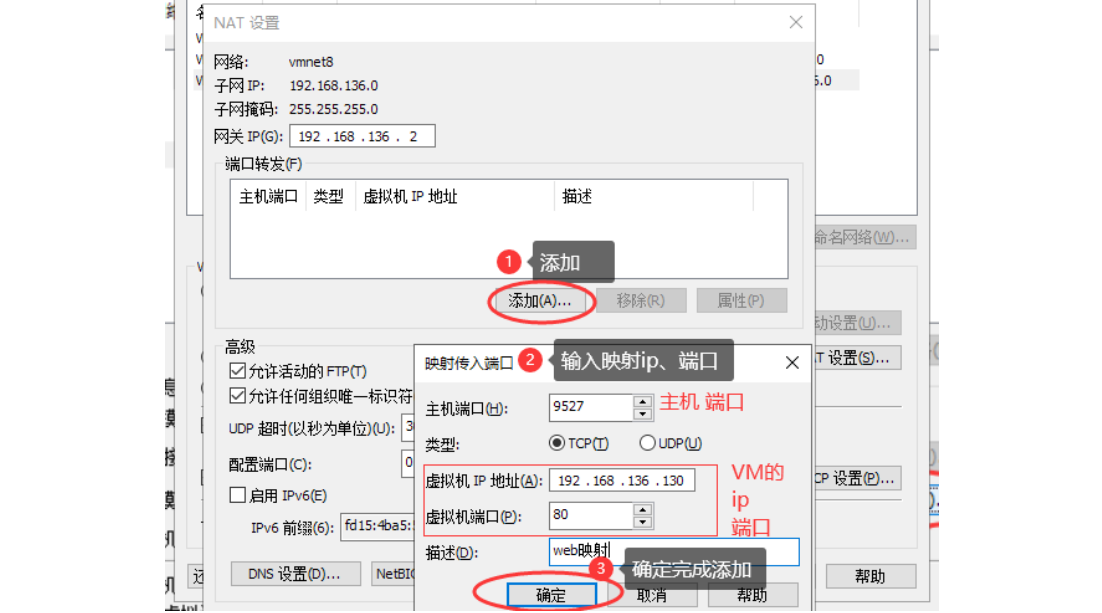 NAT 设置
网络: vmnet8
子网 IP: 192.168.136.0
子网掩码: 255.255.255.0
网关 IP(G): 192 . 168 . 136 . 2
端口转发(F)
主机端口 类型 虚拟机 IP 地址 描述
命名网络(W)...
1 添加
添加(A)... 移除(R) 属性(P)
动设置(U)...
高级
T 设置(S)...
允许活动的 FTP(T)
允许任何组织唯一标识符
UDP 超时(以秒为单位)(U):
配置端口(C):
启用 IPv6(E)
IPv6 前缀(6): fd15:4ba5:
DNS 设置(D)... NetBIO
映射传入端口 2 输入映射ip、端口
主机端口(H): 9527 主机 端口
类型: TCP(T) UDP(U)
虚拟机 IP 地址(A): 192 . 168 . 136 . 130
虚拟机端口(P): 80
VM的
ip
端口
描述(D): web映射
3 确定完成添加
确定 取消 帮助
CP 设置(P)...
还
帮助